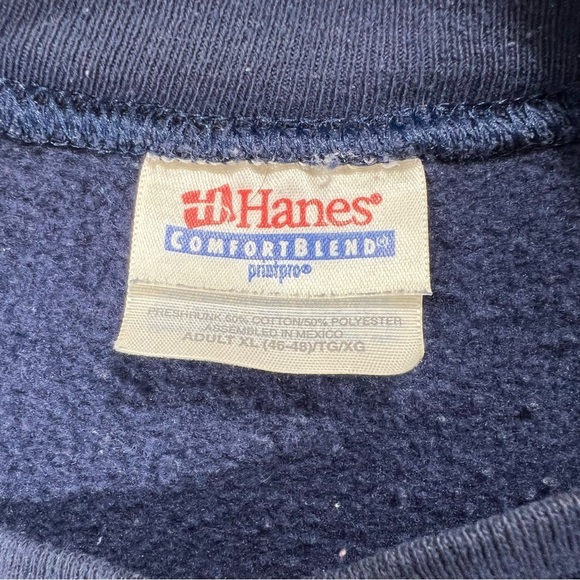 Hanes®
COMFORTBLEND®
printpro®
PRESHRUNK 50% COTTON/50% POLYESTER
ASSEMBLED IN MEXICO
ADULT XL (46-48)/TG/XG